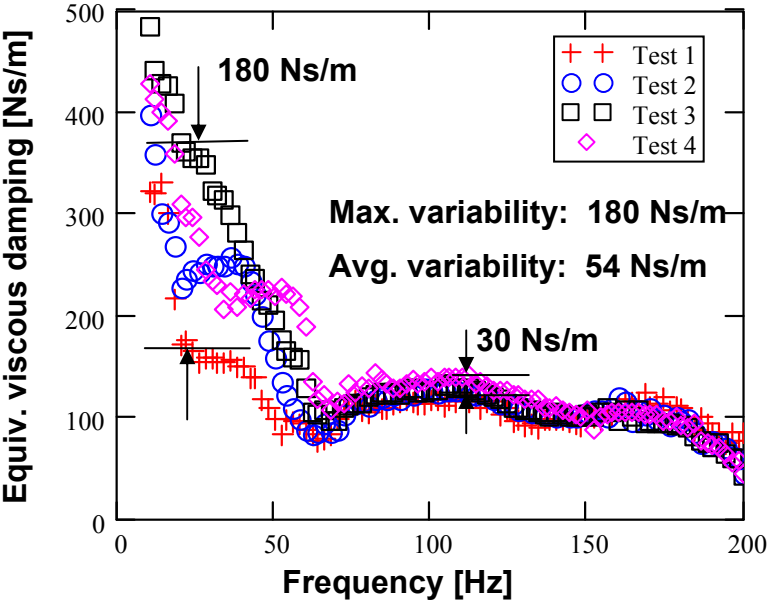 Equiv. viscous damping [Ns/m]
500
400
300
200
100
0
180 Ns/m
Test 1
Test 2
Test 3
Test 4
Max. variability: 180 Ns/m
Avg. variability: 54 Ns/m
30 Ns/m
0
50
100
150
200
Frequency [Hz]